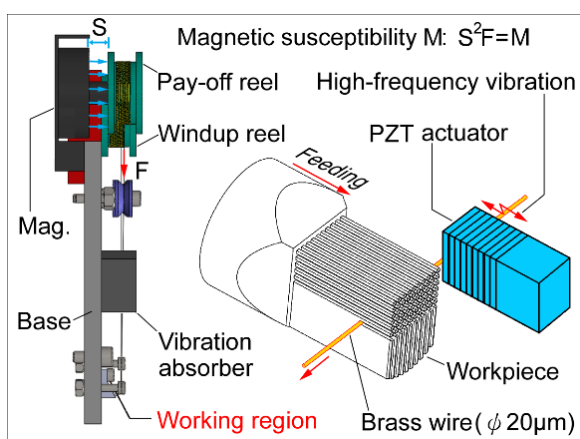 S
Magnetic susceptibility M: S²F=M
Pay-off reel
High-frequency vibration
PZT actuator
Windup reel
Feeding
F
Mag.
Base
Vibration
absorber
Workpiece
Working region
Brass wire(φ20μm)